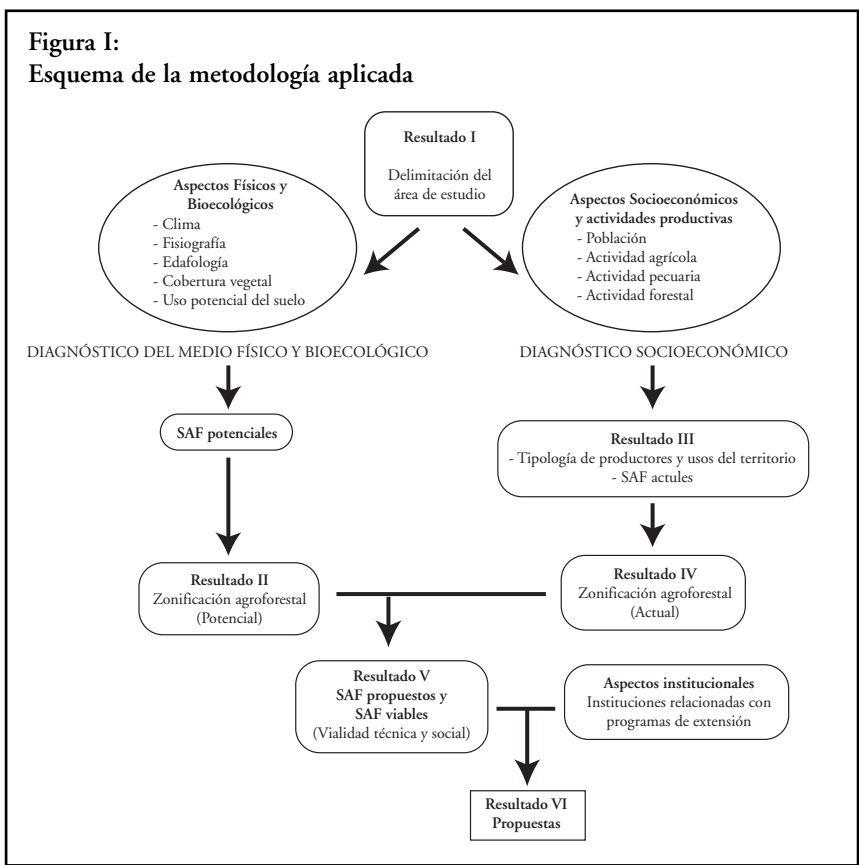 Figura I:
Esquema de la metodología aplicada
Resultado I
Delimitación del
área de estudio
Aspectos Físicos y
Bioecológicos
- Clima
- Fisiografía
- Edafología
- Cobertura vegetal
- Uso potencial del suelo
Aspectos Socioeconómicos
y actividades productivas
- Población
- Actividad agrícola
- Actividad pecuaria
- Actividad forestal
DIAGNÓSTICO DEL MEDIO FÍSICO Y BIOECOLÓGICO
DIAGNÓSTICO SOCIOECONÓMICO
SAF potenciales
Resultado III
- Tipología de productores y usos del territorio
- SAF actules
Resultado II
Zonificación agroforestal
(Potencial)
Resultado IV
Zonificación agroforestal
(Actual)
Resultado V
SAF propuestos y
SAF viables
(Vialidad técnica y social)
Aspectos institucionales
Instituciones relacionadas con
programas de extensión
Resultado VI
Propuestas